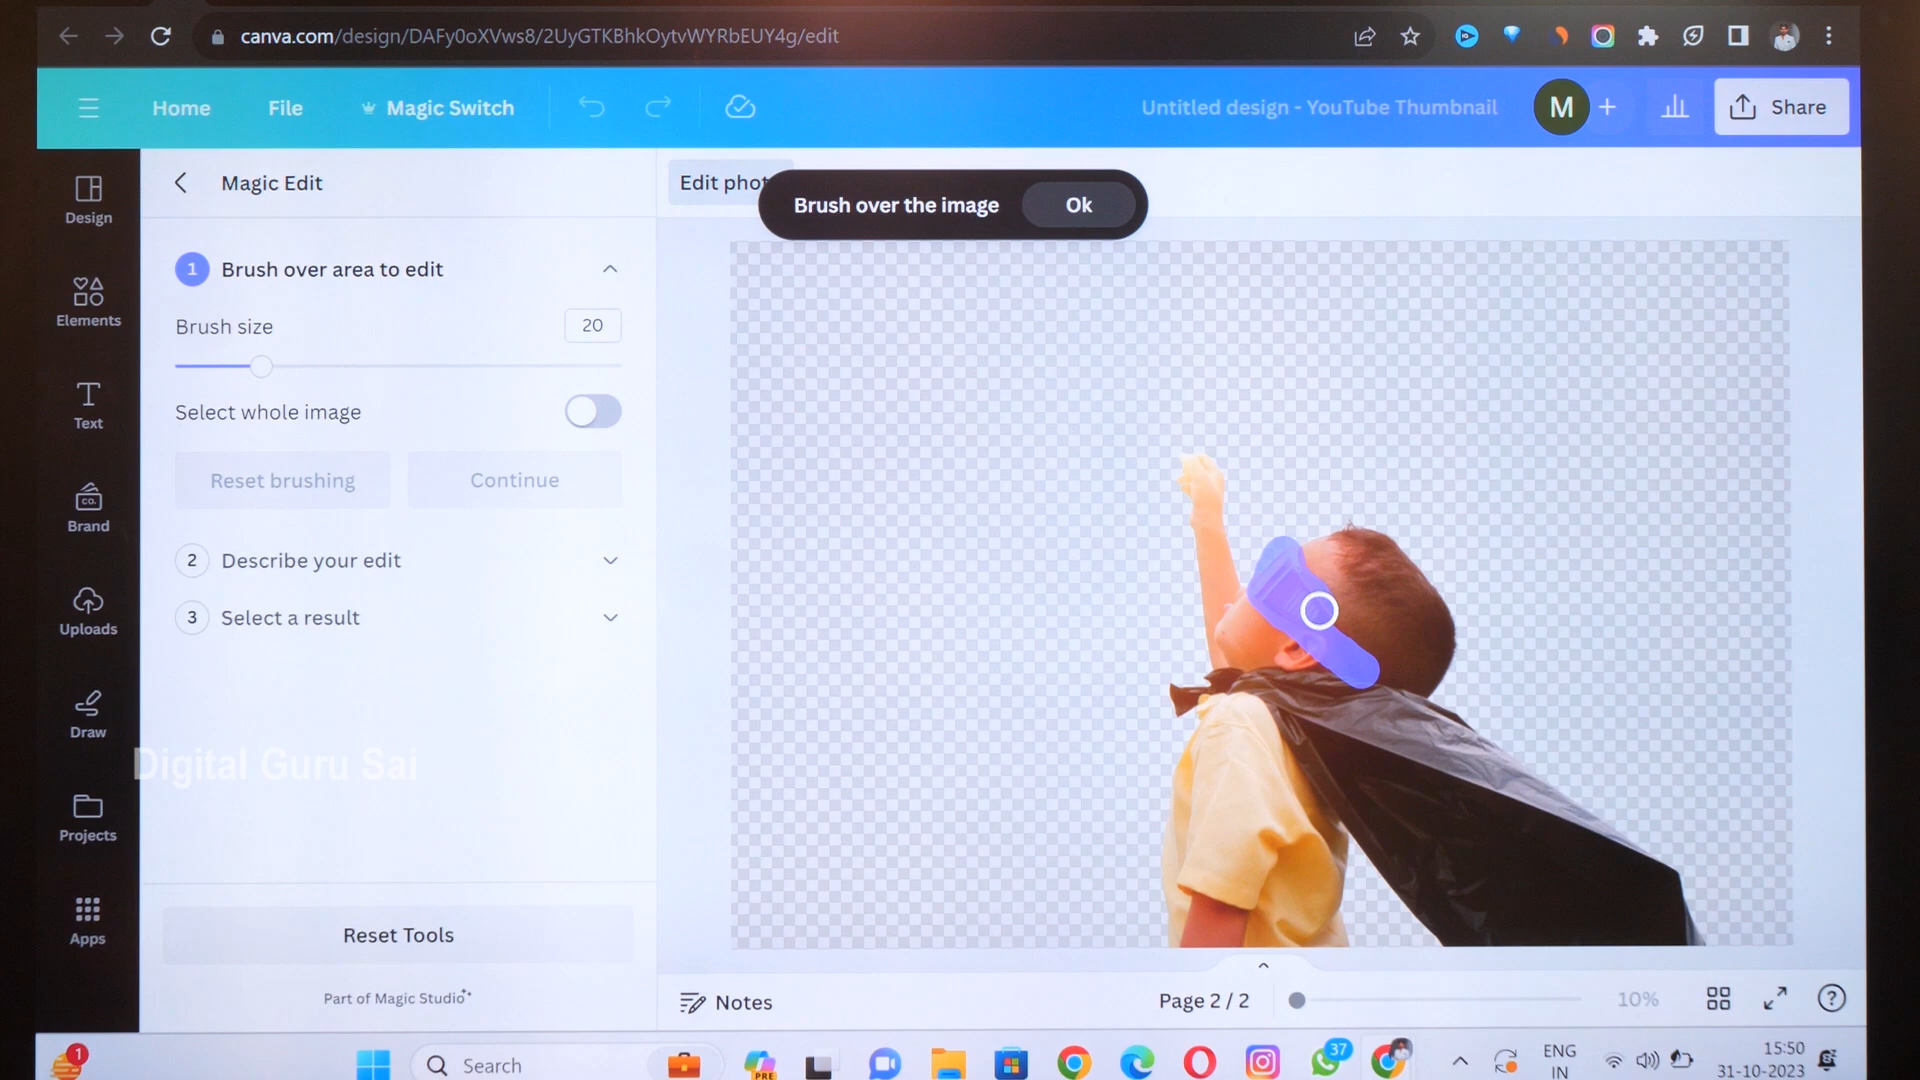 canva.com/design/DAFy0oXVws8/2UyGTKBhkOytvWYRbEUY4g/edit
Home File Magic Switch Untitled design - YouTube Thumbnail M + Share
Magic Edit
Edit phot
Brush over the image Ok
Design
Elements
Text
CO.
Brand
Uploads
Draw
Projects
Apps
1 Brush over area to edit
Brush size 20
Select whole image
Reset brushing Continue
2 Describe your edit
3 Select a result
Digital Guru Sai
Reset Tools
Part of Magic Studio
Notes Page 2 / 2 10% ?
1 Search PRE 37 ENG IN 15:50
31-10-2023